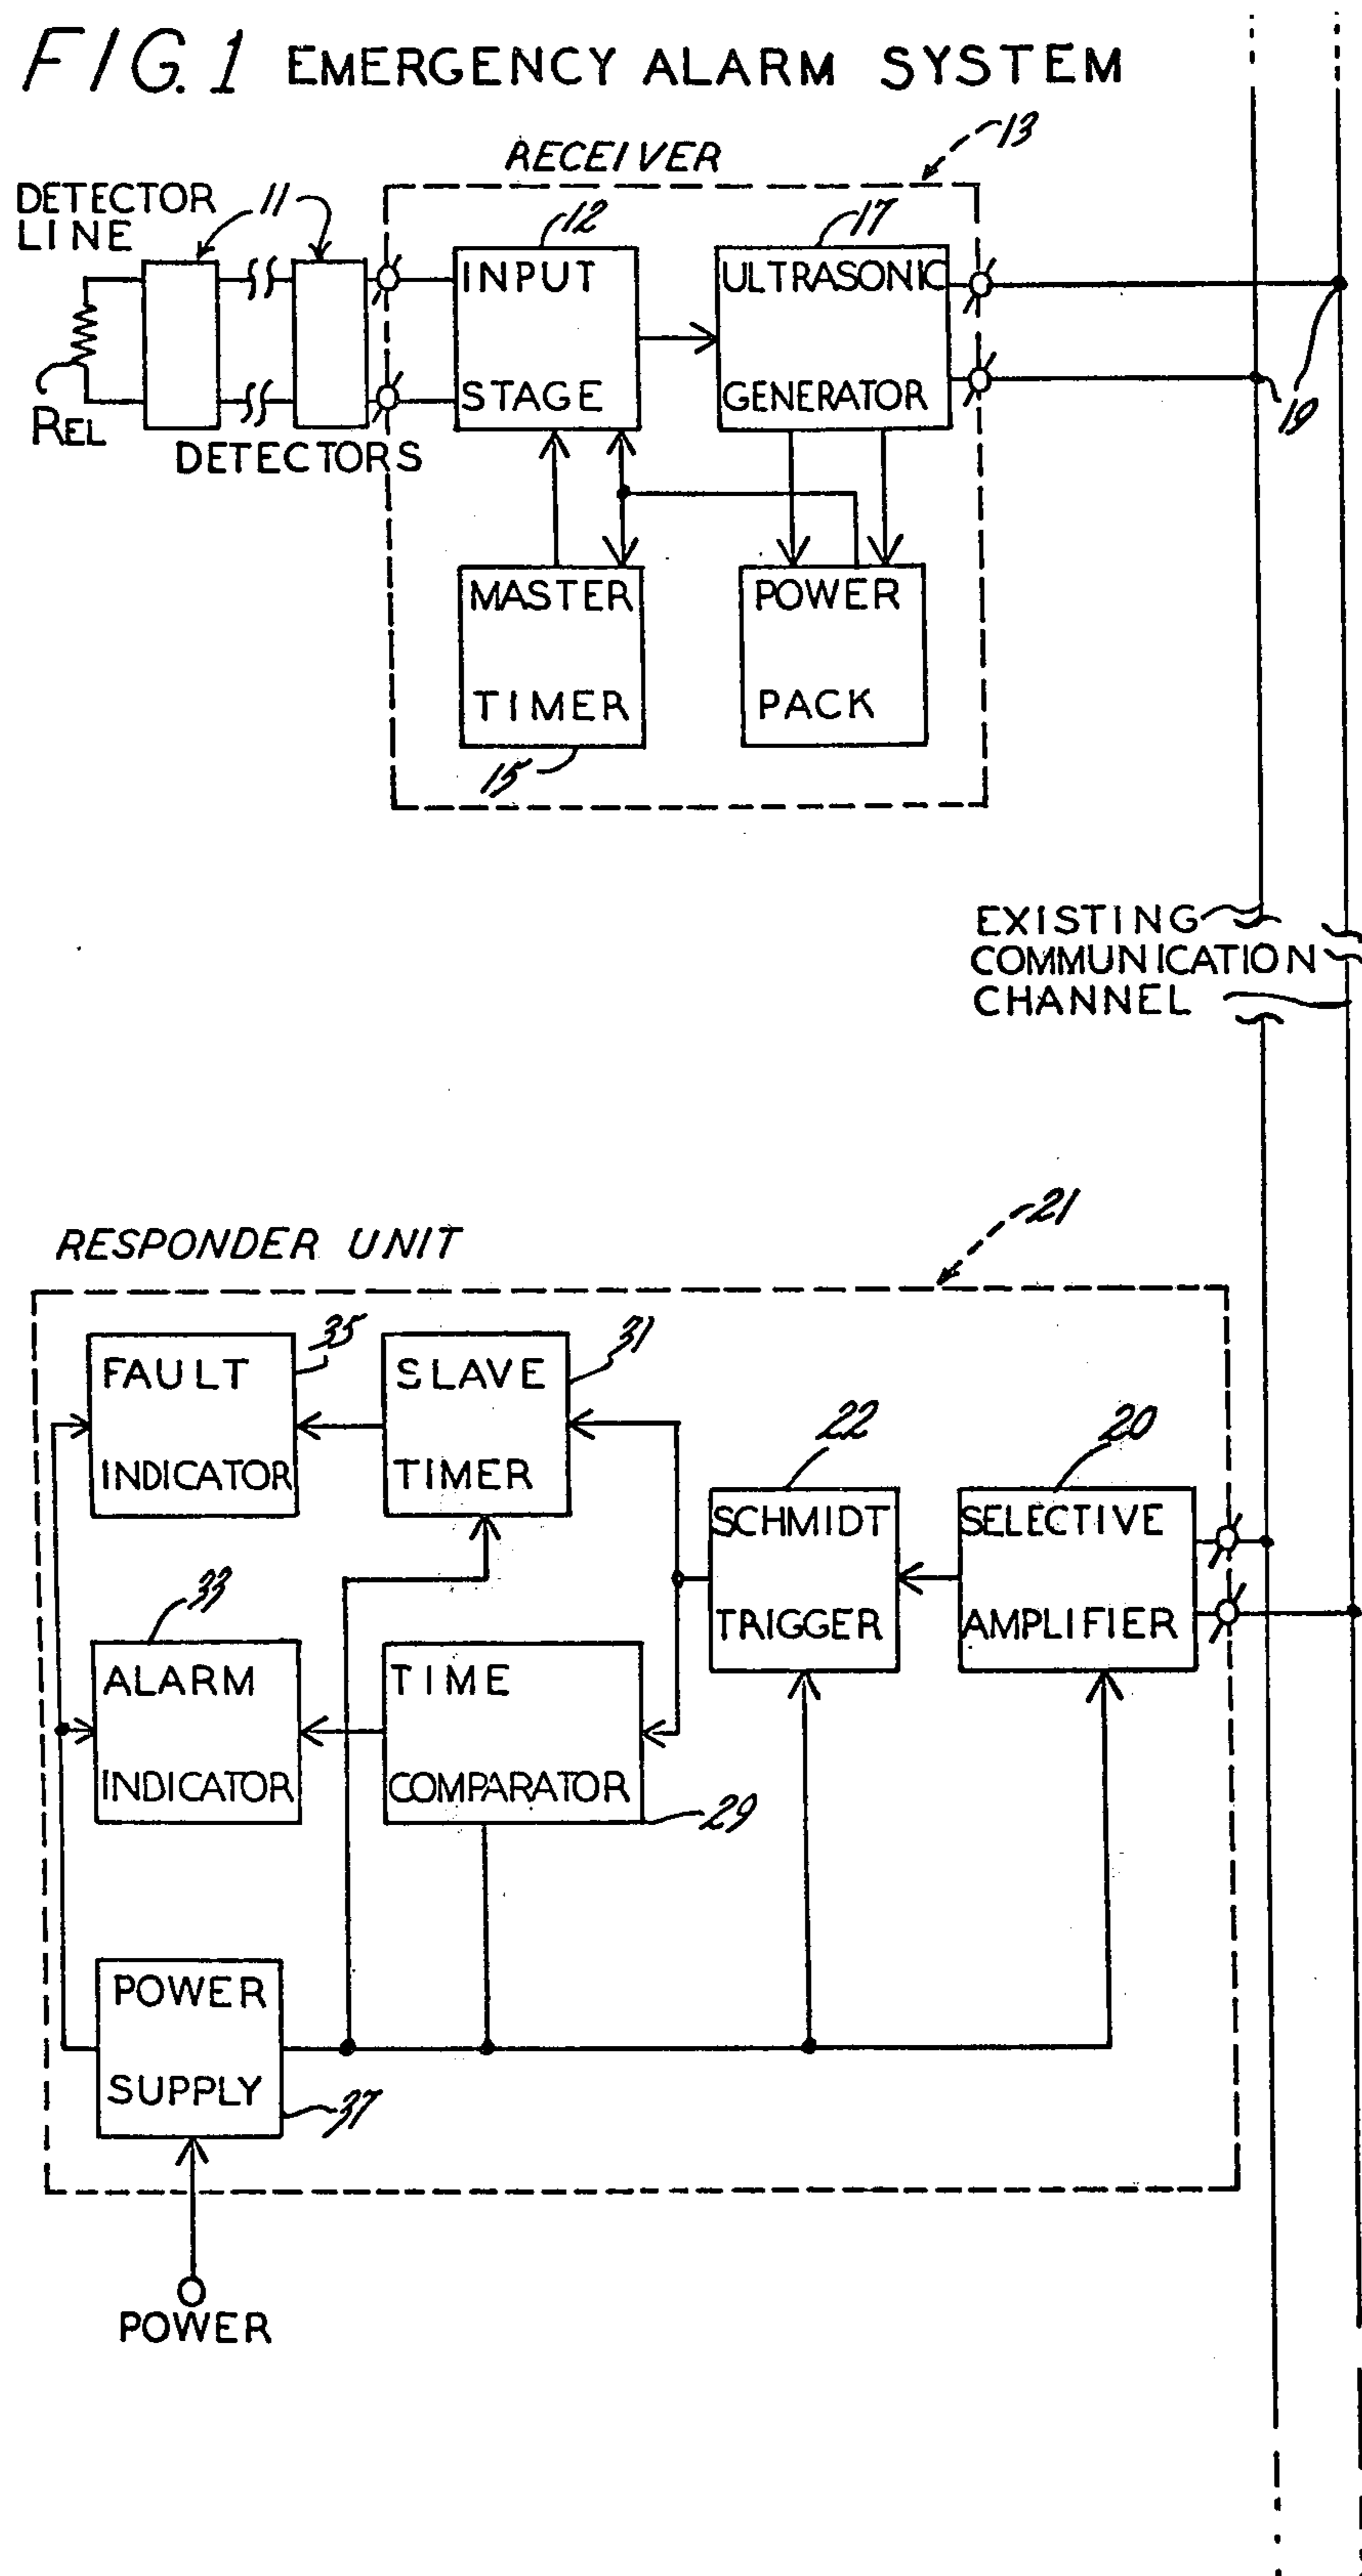 FIG. 1 EMERGENCY ALARM SYSTEM
RECEIVER
13
DETECTOR
LINE
11
12
17
INPUT
STAGE
ULTRASONIC
GENERATOR
REL
DETECTORS
19
MASTER
TIMER
POWER
PACK
15
EXISTING
COMMUNICATION
CHANNEL
RESPONDER UNIT
21
35
31
FAULT
INDICATOR
SLAVE
TIMER
22
20
SCHMIDT
TRIGGER
SELECTIVE
AMPLIFIER
33
ALARM
INDICATOR
TIME
COMPARATOR
29
POWER
SUPPLY
37
POWER